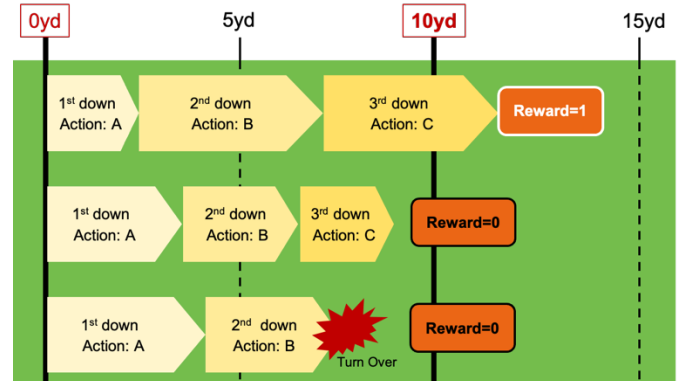 0yd 5yd 10yd 15yd
1st down
Action: A
2nd down
Action: B
3rd down
Action: C
Reward=1
1st down
Action: A
2nd down
Action: B
3rd down
Action: C
Reward=0
1st down
Action: A
2nd down
Action: B
Turn Over
Reward=0